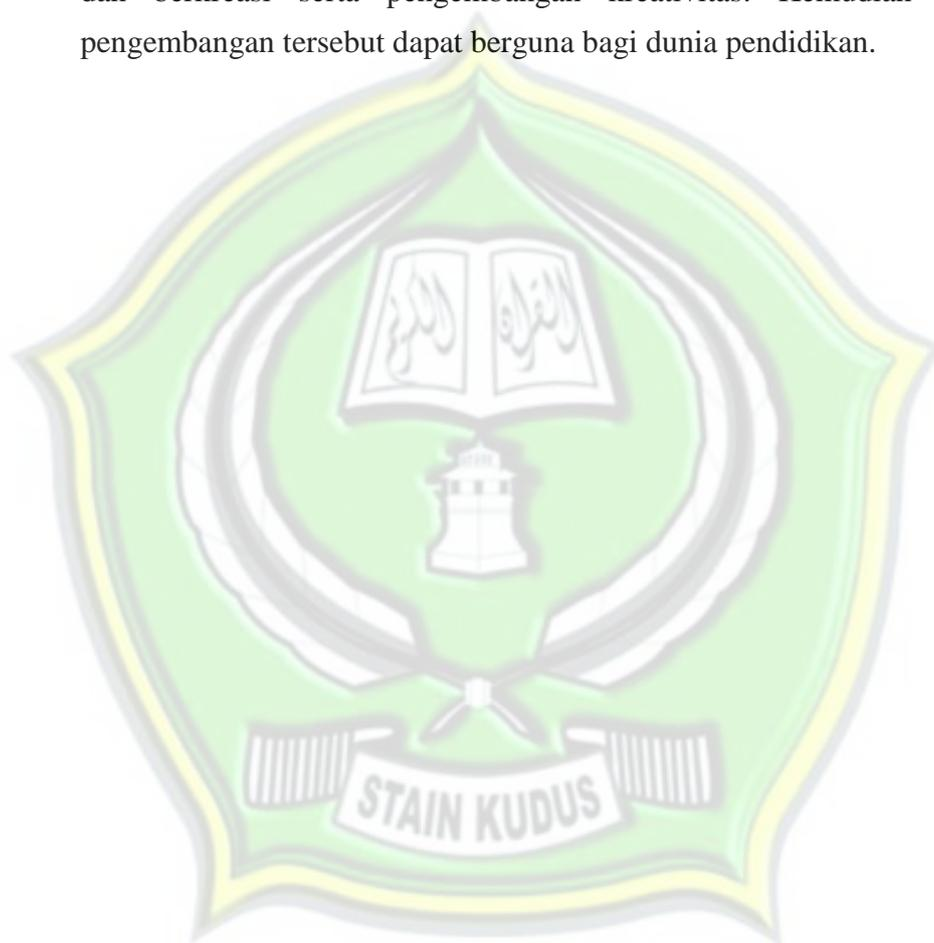 dan berkreasi serta pengembangan kreativitas. Kemudian
pengembangan tersebut dapat berguna bagi dunia pendidikan.
STAIN KUDUS